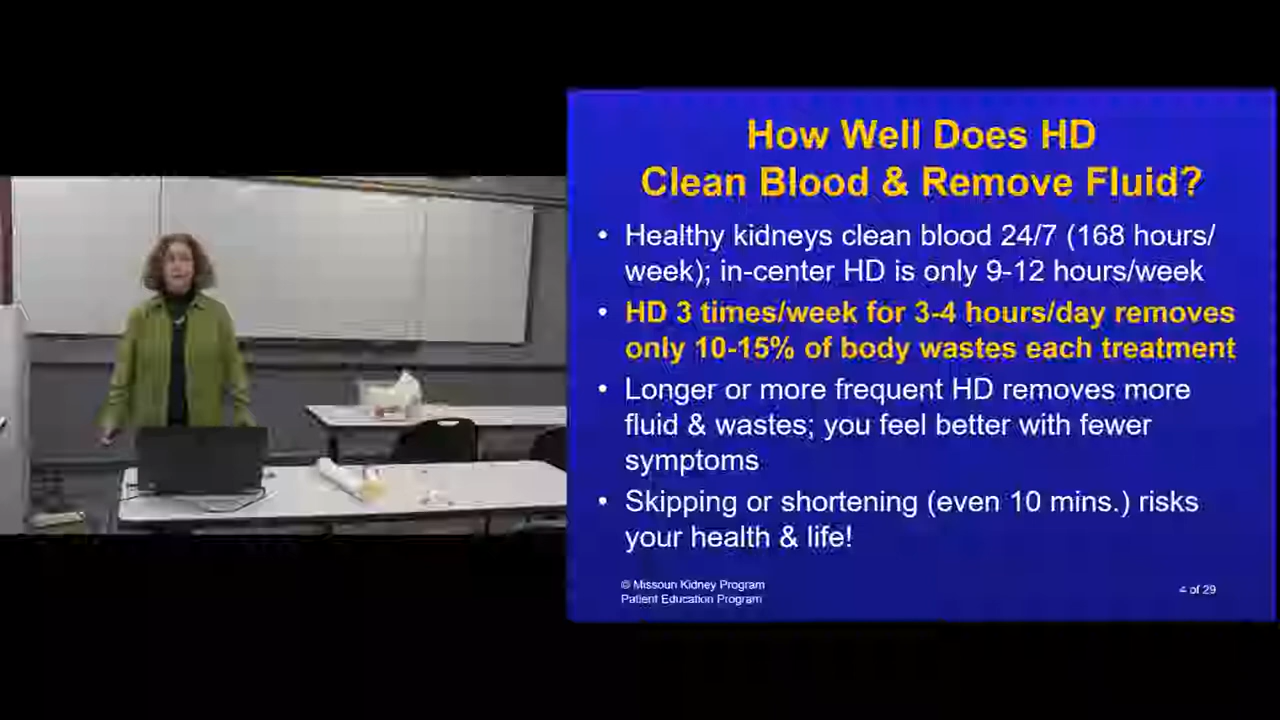 How Well Does HD
Clean Blood & Remove Fluid?
• Healthy kidneys clean blood 24/7 (168 hours/
week); in-center HD is only 9-12 hours/week
• HD 3 times/week for 3-4 hours/day removes
only 10-15% of body wastes each treatment
• Longer or more frequent HD removes more
fluid & wastes; you feel better with fewer
symptoms
• Skipping or shortening (even 10 mins.) risks
your health & life!
© Missouri Kidney Program
Patient Education Program
4 of 29